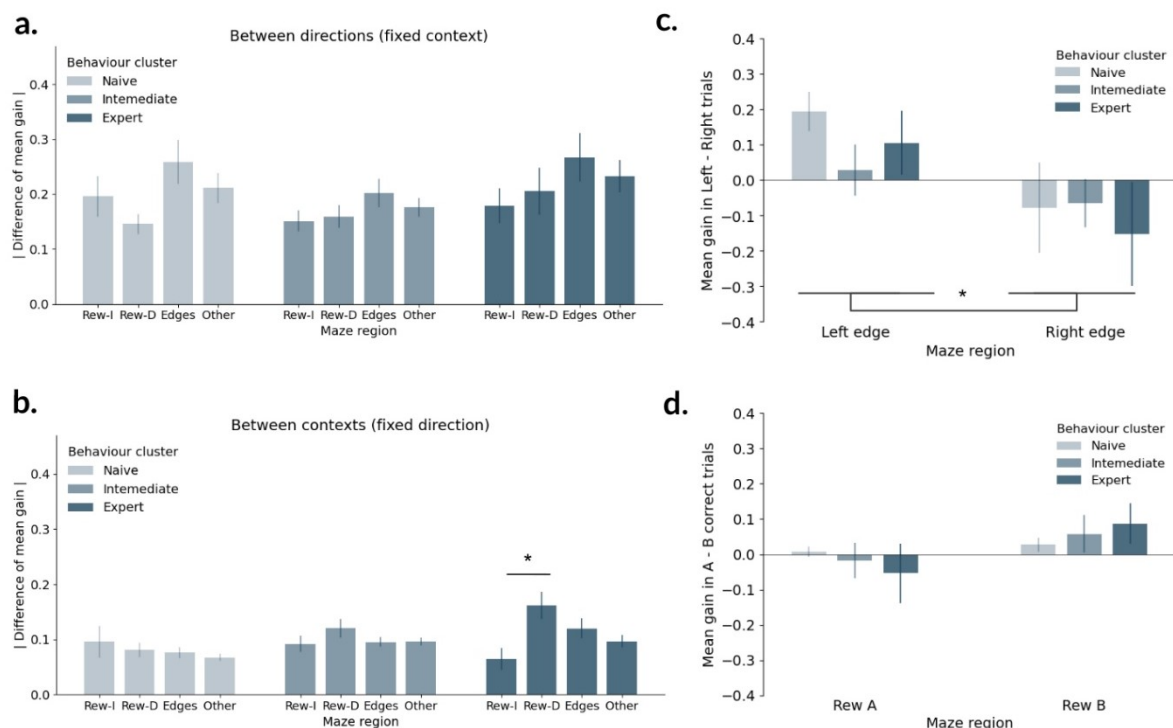 a.
Between directions (fixed context)
| Difference of mean gain |
0.4
0.3
0.2
0.1
0.0
Behaviour cluster
Naive
Intemediate
Expert
Rew-I Rew-D Edges Other Rew-I Rew-D Edges Other Rew-I Rew-D Edges Other
Maze region
b.
Between contexts (fixed direction)
| Difference of mean gain |
0.4
0.3
0.2
0.1
0.0
Behaviour cluster
Naive
Intemediate
Expert
*
Rew-I Rew-D Edges Other Rew-I Rew-D Edges Other Rew-I Rew-D Edges Other
Maze region
c.
Mean gain in Left - Right trials
0.4
0.3
0.2
0.1
0.0
−0.1
−0.2
−0.3
−0.4
Behaviour cluster
Naive
Intemediate
Expert
*
Left edge Right edge
Maze region
d.
Mean gain in A - B correct trials
0.4
0.3
0.2
0.1
0.0
−0.1
−0.2
−0.3
−0.4
Behaviour cluster
Naive
Intemediate
Expert
Rew A Rew B
Maze region